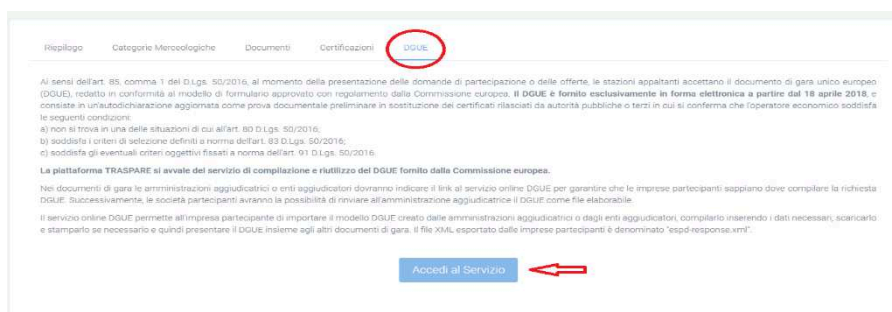 Riepilogo Categorie Merceologiche Documenti Certificazioni DGUE
Ai sensi dell'art. 85, comma 1 del D.Lgs. 50/2016, al momento della presentazione delle domande di partecipazione o delle offerte, le stazioni appaltanti accettano il documento di gara unico europeo
(DGUE), redatto in conformità al modello di formulario approvato con regolamento dalla Commissione europea. Il DGUE è fornito esclusivamente in forma elettronica a partire dal 18 aprile 2018, e
consiste in un'autodichiarazione aggiornata come prova documentale preliminare in sostituzione dei certificati rilasciati da autorità pubbliche o terzi in cui si conferma che l'operatore economico soddisfa
le seguenti condizioni:
a) non si trova in una delle situazioni di cui all'art. 80 D.Lgs. 50/2016;
b) soddisfa i criteri di selezione definiti a norma dell'art. 83 D.Lgs. 50/2016;
c) soddisfa gli eventuali criteri oggettivi fissati a norma dell'art. 91 D.Lgs. 50/2016.
La piattaforma TRASPARE si avvale del servizio di compilazione e riutilizzo del DGUE fornito dalla Commissione europea.
Nei documenti di gara le amministrazioni aggiudicatrici o enti aggiudicatori dovranno indicare il link al servizio online DGUE per garantire che le imprese partecipanti sappiano dove compilare la richiesta
DGUE. Successivamente, le società partecipanti avranno la possibilità di rinviare all'amministrazione aggiudicatrice il DGUE come file elaborabile.
Il servizio online DGUE permette all'impresa partecipante di importare il modello DGUE creato dalle amministrazioni aggiudicatrici o dagli enti aggiudicatori, compilarlo inserendo i dati necessari, scaricarlo
e stamparlo se necessario e quindi presentare il DGUE insieme agli altri documenti di gara. Il file XML esportato dalle imprese partecipanti è denominato "espd-response.xml".
Accedi al Servizio